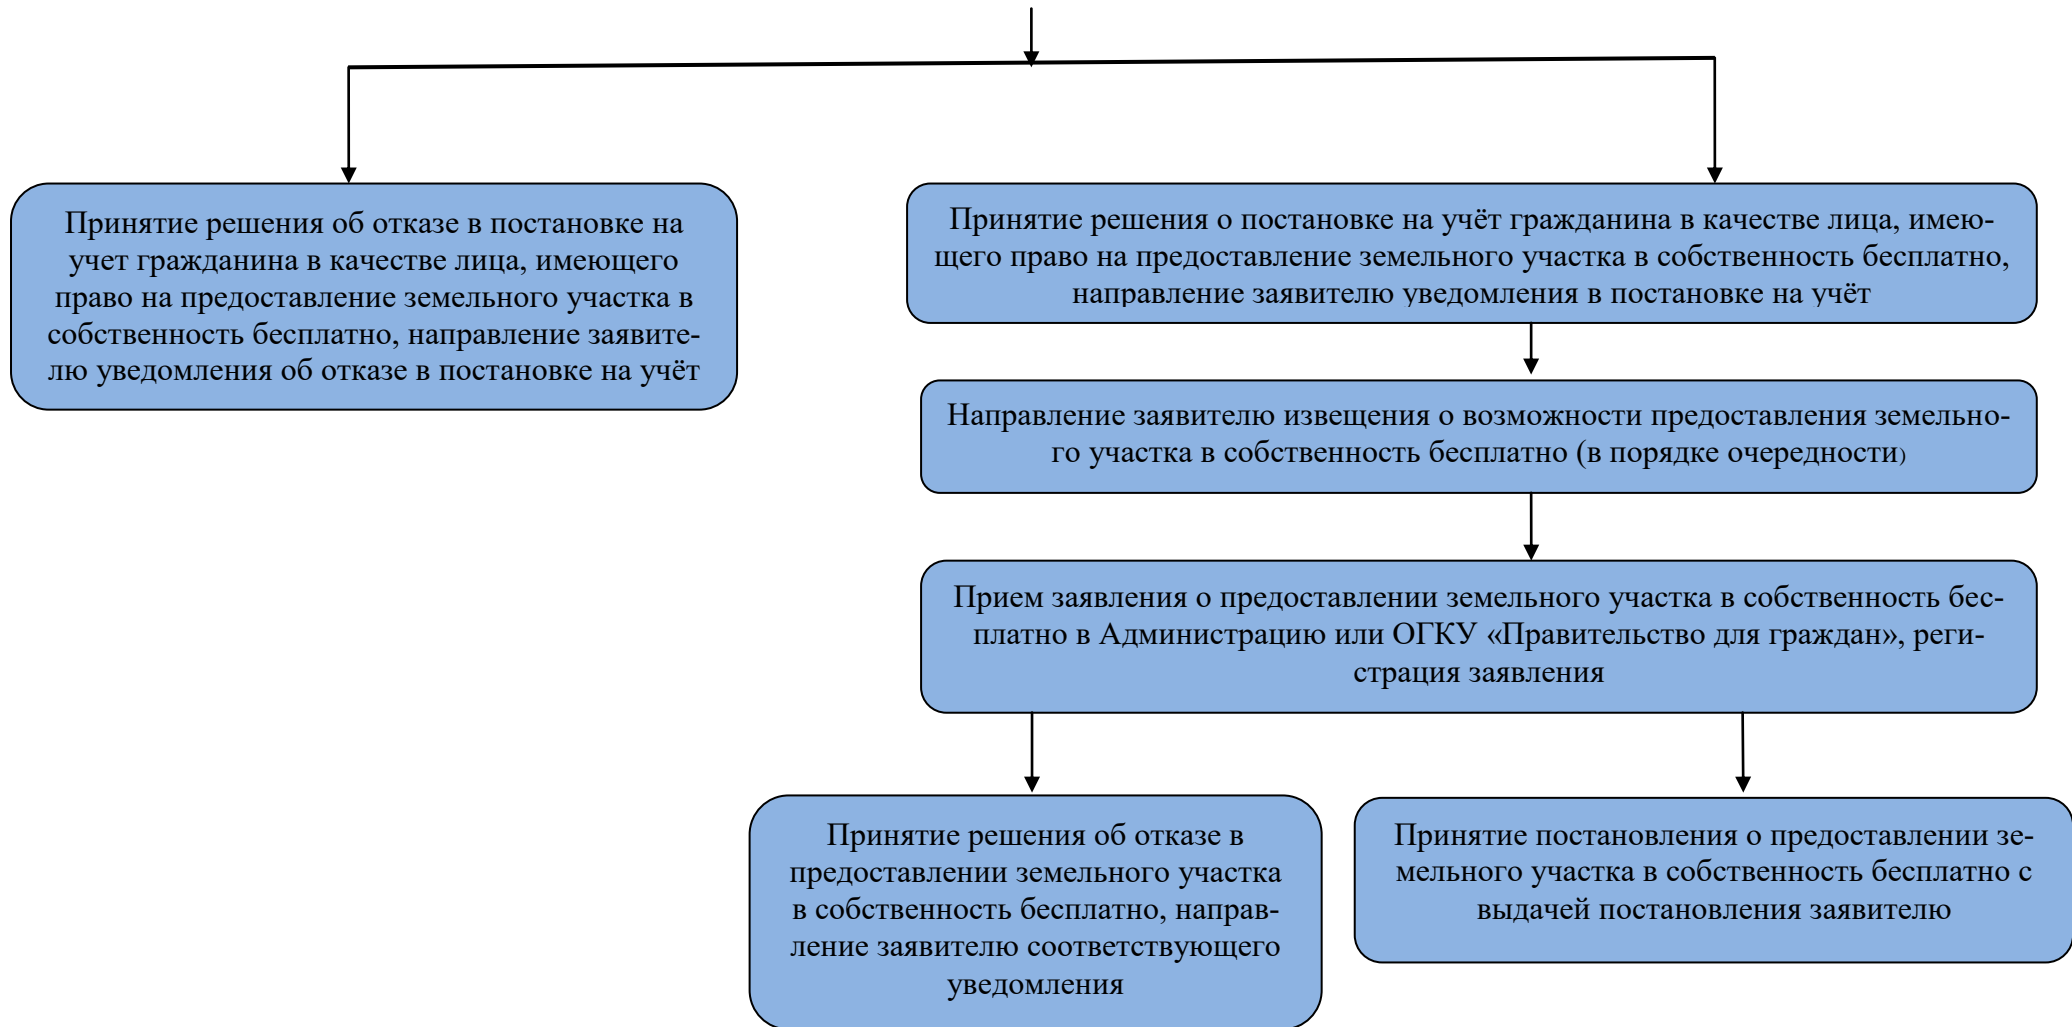 Принятие решения об отказе в постановке на
учет гражданина в качестве лица, имеющего
право на предоставление земельного участка в
собственность бесплатно, направление заявите-
лю уведомления об отказе в постановке на учёт
Принятие решения о постановке на учёт гражданина в качестве лица, имею-
щего право на предоставление земельного участка в собственность бесплатно,
направление заявителю уведомления в постановке на учёт
Направление заявителю извещения о возможности предоставления земельно-
го участка в собственность бесплатно (в порядке очередности)
Прием заявления о предоставлении земельного участка в собственность бес-
платно в Администрацию или ОГКУ «Правительство для граждан», реги-
страция заявления
Принятие решения об отказе в
предоставлении земельного участка
в собственность бесплатно, направ-
ление заявителю соответствующего
уведомления
Принятие постановления о предоставлении зе-
мельного участка в собственность бесплатно с
выдачей постановления заявителю